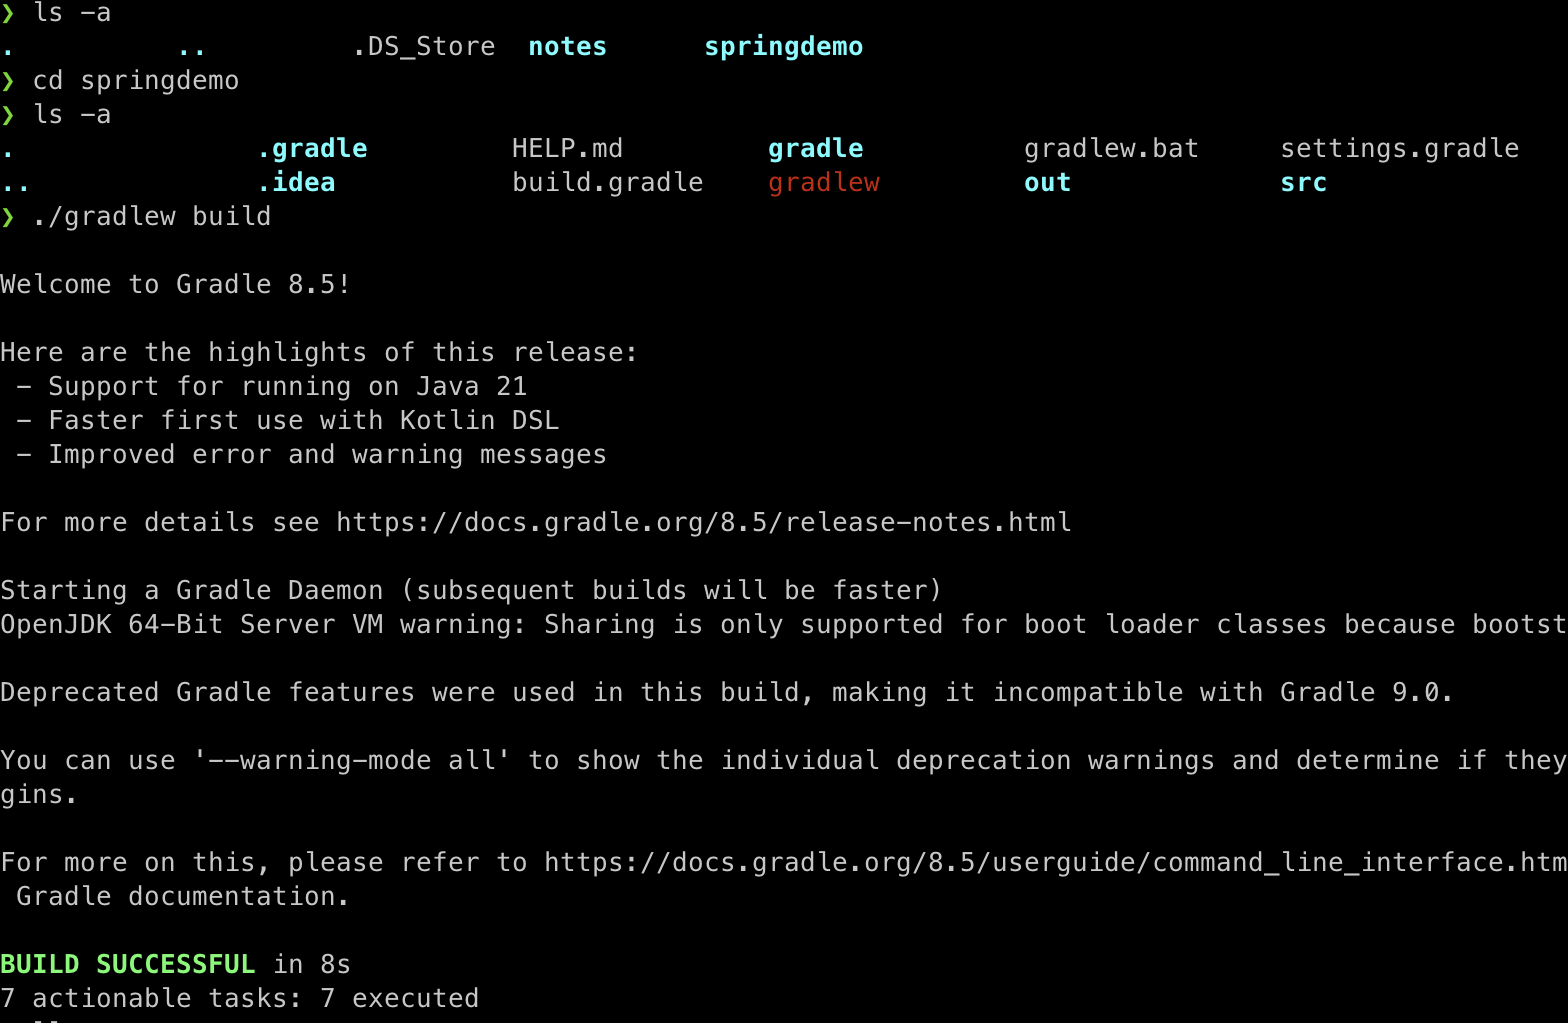 ❯ ls -a
.          ..         .DS_Store  notes      springdemo
❯ cd springdemo
❯ ls -a
.               .gradle         HELP.md         gradle          gradlew.bat     settings.gradle
..              .idea           build.gradle    gradlew         out             src
❯ ./gradlew build
Welcome to Gradle 8.5!
Here are the highlights of this release:
 - Support for running on Java 21
 - Faster first use with Kotlin DSL
 - Improved error and warning messages
For more details see https://docs.gradle.org/8.5/release-notes.html
Starting a Gradle Daemon (subsequent builds will be faster)
OpenJDK 64-Bit Server VM warning: Sharing is only supported for boot loader classes because bootst
Deprecated Gradle features were used in this build, making it incompatible with Gradle 9.0.
You can use '--warning-mode all' to show the individual deprecation warnings and determine if they
gins.
For more on this, please refer to https://docs.gradle.org/8.5/userguide/command_line_interface.htm
 Gradle documentation.
BUILD SUCCESSFUL in 8s
7 actionable tasks: 7 executed